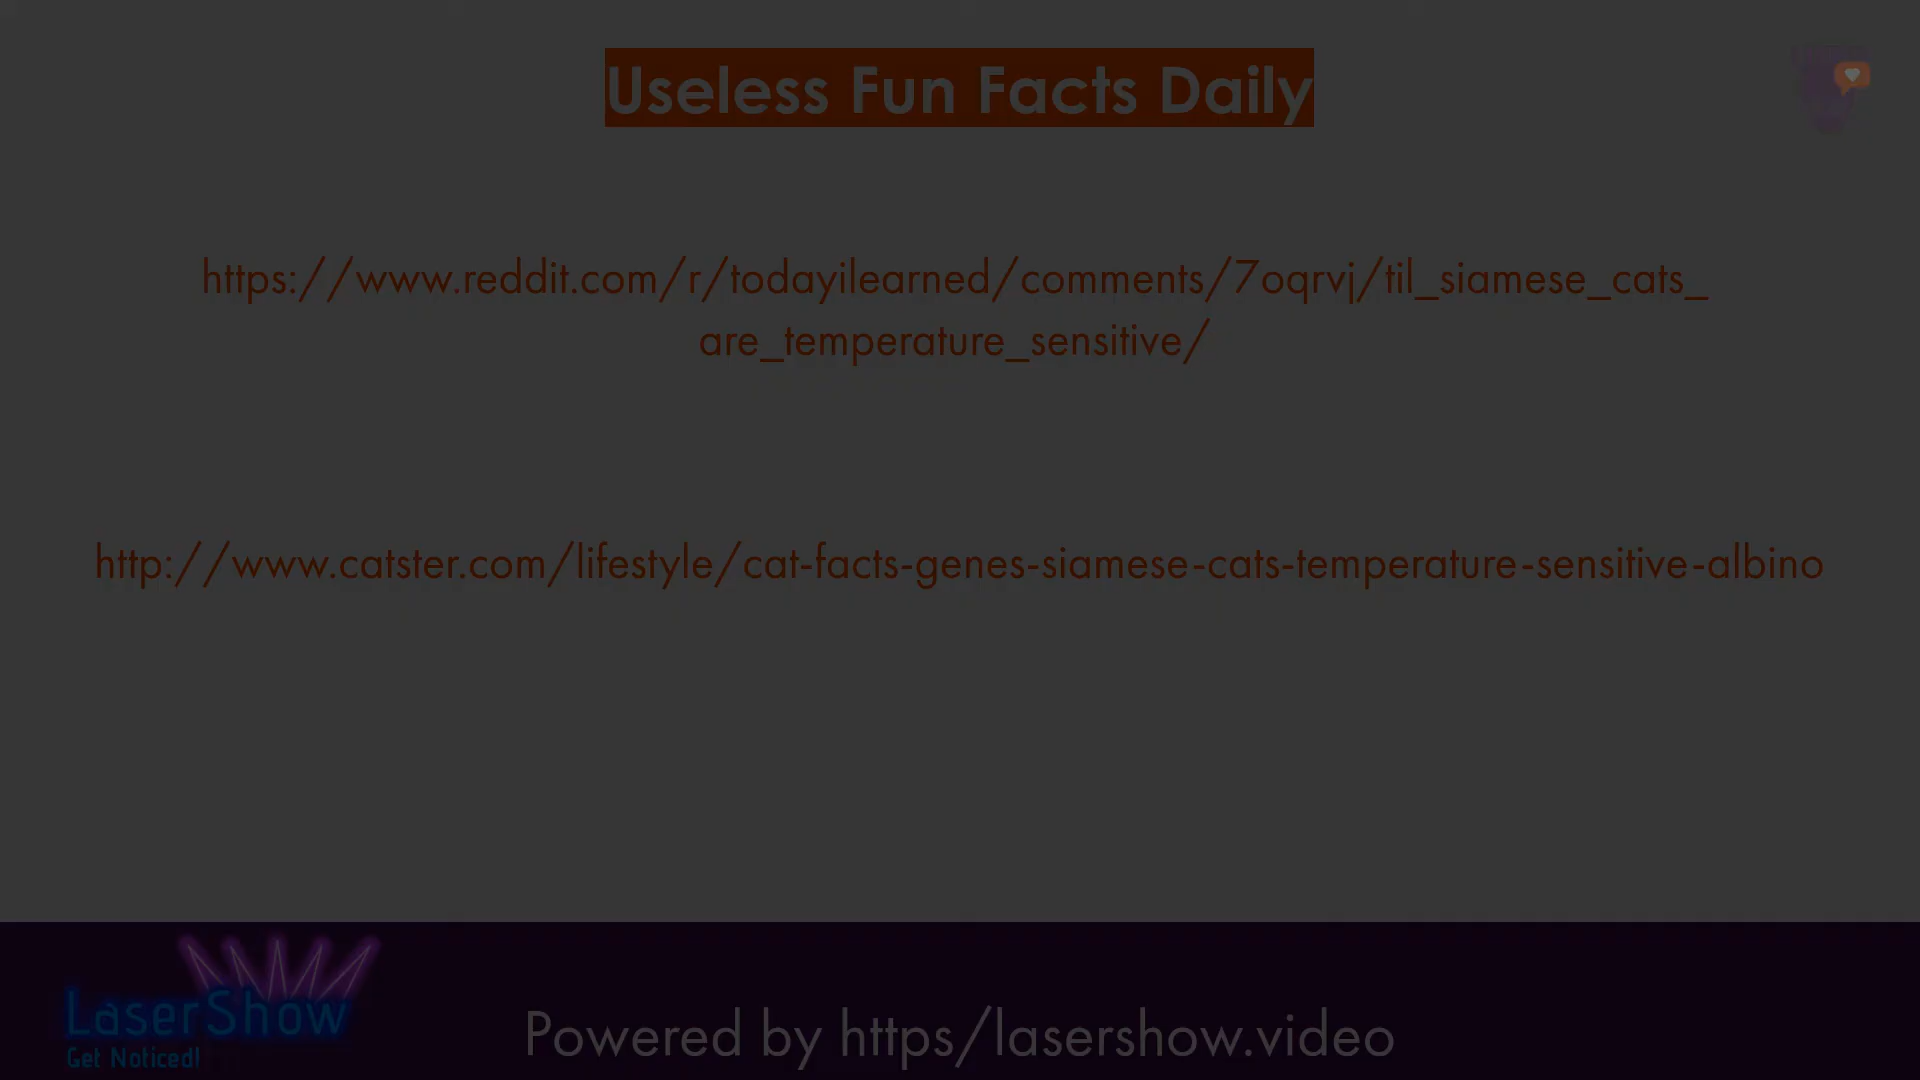 Useless Fun Facts Daily
https://www.reddit.com/r/todayilearned/comments/7oqrvj/til_siamese_cats_
are_temperature_sensitive/
http://www.catster.com/lifestyle/cat-facts-genes-siamese-cats-temperature-sensitive-albino
LaserShow
Get Noticed!
Powered by https/lasershow.video